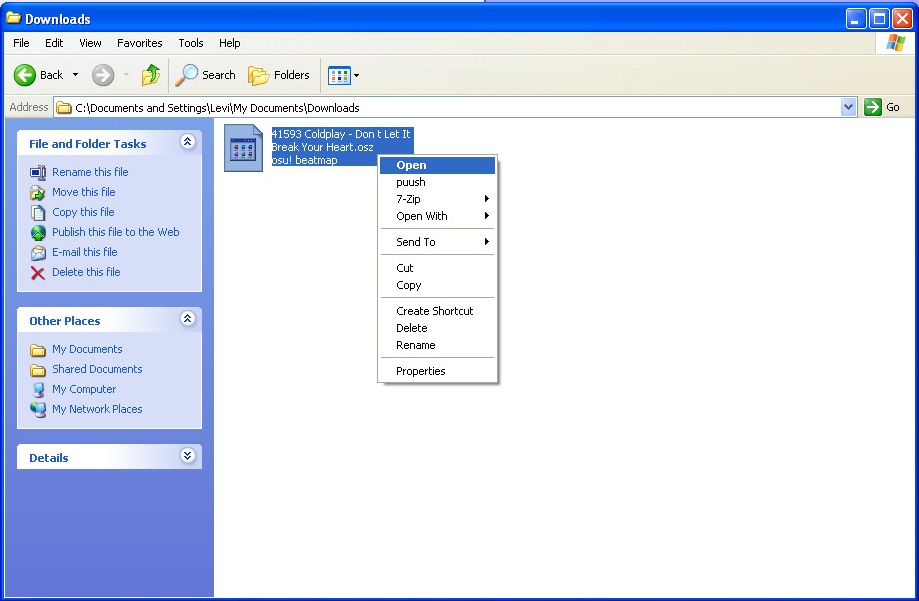 Downloads
File Edit View Favorites Tools Help
Back Search Folders
Address C:\Documents and Settings\Levi\My Documents\Downloads Go
File and Folder Tasks
Rename this file
Move this file
Copy this file
Publish this file to the Web
E-mail this file
Delete this file
Other Places
My Documents
Shared Documents
My Computer
My Network Places
Details
41593 Coldplay - Don t Let It
Break Your Heart.osz
osu! beatmap
Open
puush
7-Zip
Open With
Send To
Cut
Copy
Create Shortcut
Delete
Rename
Properties